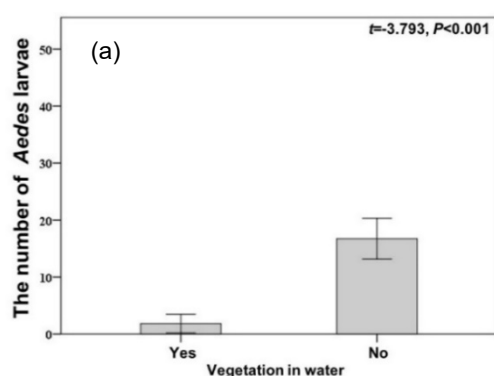 t=-3.793, P<0.001
(a)
The number of Aedes larvae
50
40
30
20
10
0
Yes
No
Vegetation in water